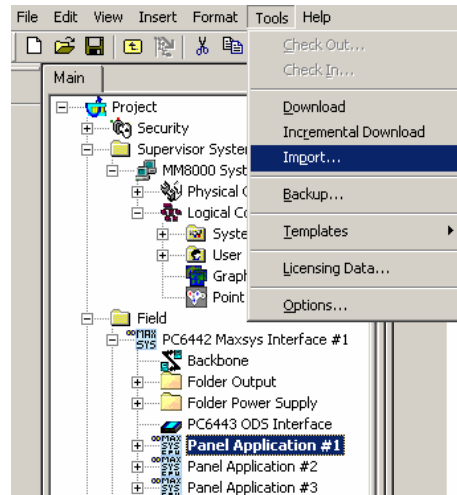 File Edit View Insert Format Tools Help
Check Out...
Check In...
Download
Incremental Download
Import...
Backup...
Templates
Licensing Data...
Options...
Main
Project
Security
Supervisor System
MM8000 Syst
Physical C
Logical Co
Syste
User
Graph
Point
Field
PC6442 Maxsys Interface #1
Backbone
Folder Output
Folder Power Supply
PC6443 ODS Interface
Panel Application #1
Panel Application #2
Panel Application #3